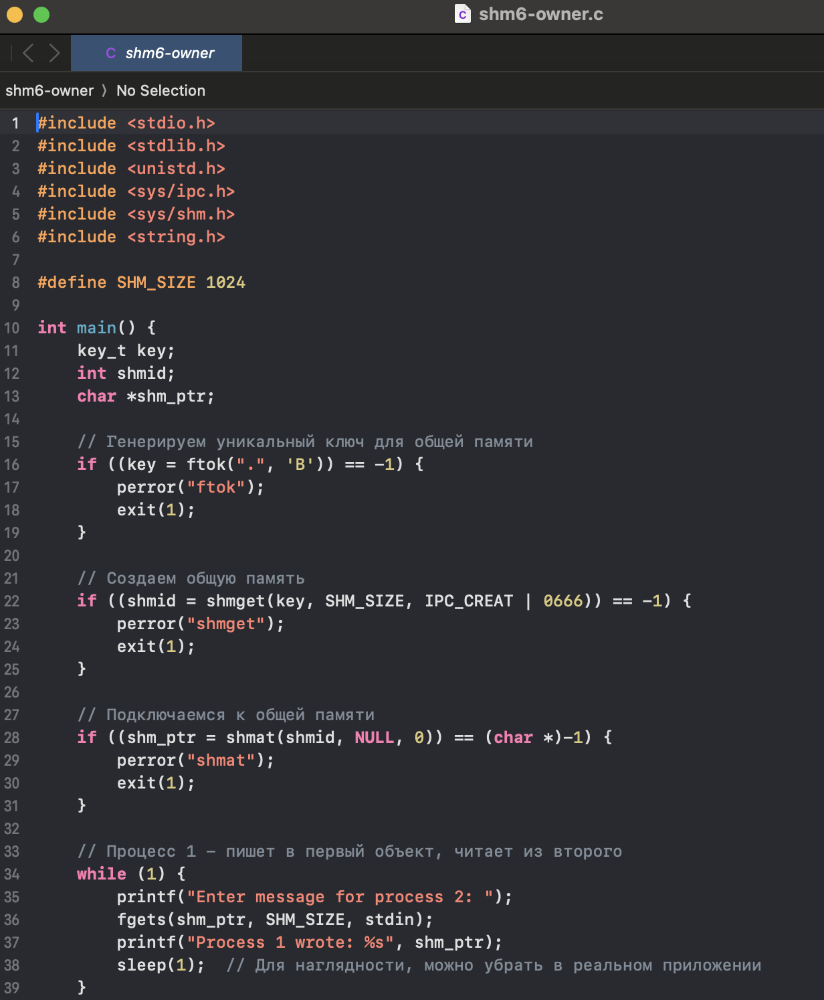 shm6-owner.c
shm6-owner
shm6-owner 〉 No Selection
1 #include <stdio.h>
2 #include <stdlib.h>
3 #include <unistd.h>
4 #include <sys/ipc.h>
5 #include <sys/shm.h>
6 #include <string.h>
7
8 #define SHM_SIZE 1024
9
10 int main() {
11     key_t key;
12     int shmid;
13     char *shm_ptr;
14
15     // Генерируем уникальный ключ для общей памяти
16     if ((key = ftok(".", 'B')) == -1) {
17         perror("ftok");
18         exit(1);
19     }
20
21     // Создаем общую память
22     if ((shmid = shmget(key, SHM_SIZE, IPC_CREAT | 0666)) == -1) {
23         perror("shmget");
24         exit(1);
25     }
26
27     // Подключаемся к общей памяти
28     if ((shm_ptr = shmat(shmid, NULL, 0)) == (char *)-1) {
29         perror("shmat");
30         exit(1);
31     }
32
33     // Процесс 1 – пишет в первый объект, читает из второго
34     while (1) {
35         printf("Enter message for process 2: ");
36         fgets(shm_ptr, SHM_SIZE, stdin);
37         printf("Process 1 wrote: %s", shm_ptr);
38         sleep(1);  // Для наглядности, можно убрать в реальном приложении
39     }